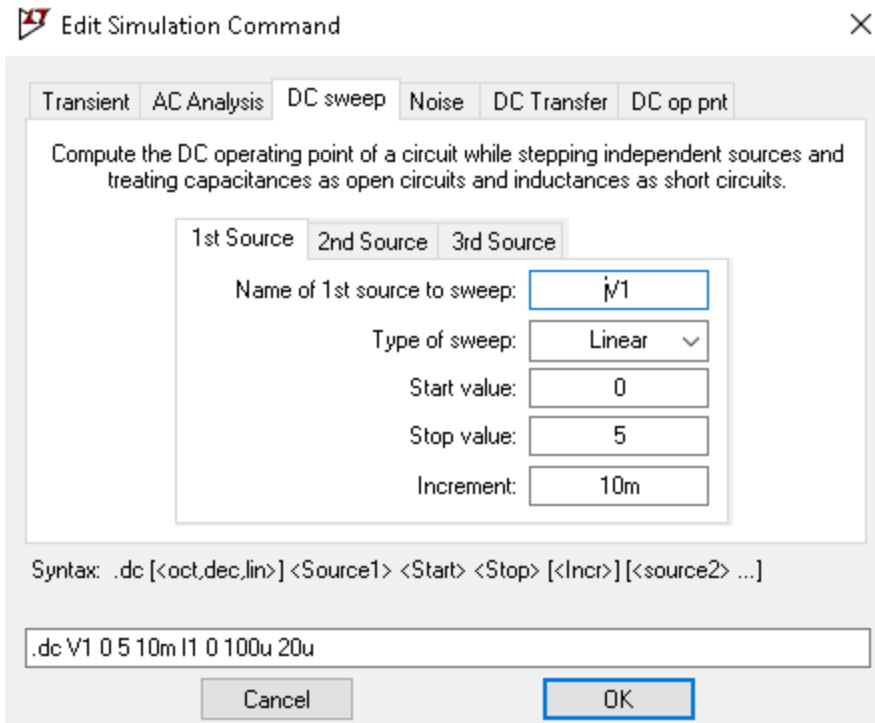 Edit Simulation Command
Transient AC Analysis DC sweep Noise DC Transfer DC op pnt
Compute the DC operating point of a circuit while stepping independent sources and
treating capacitances as open circuits and inductances as short circuits.
1st Source 2nd Source 3rd Source
Name of 1st source to sweep: V1
Type of sweep: Linear
Start value: 0
Stop value: 5
Increment: 10m
Syntax: .dc [<oct,dec,lin>] <Source1> <Start> <Stop> [<Incr>] [<source2> ...]
.dc V1 0 5 10m I1 0 100u 20u
Cancel OK